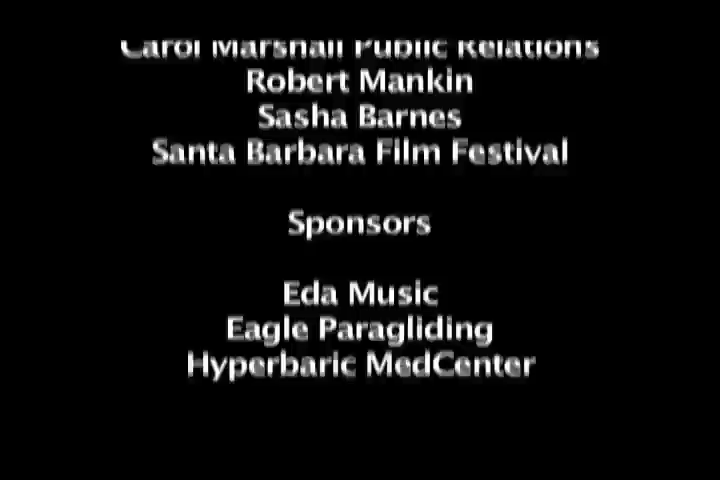 Carol Marshall Public Relations
Robert Mankin
Sasha Barnes
Santa Barbara Film Festival
Sponsors
Eda Music
Eagle Paragliding
Hyperbaric MedCenter